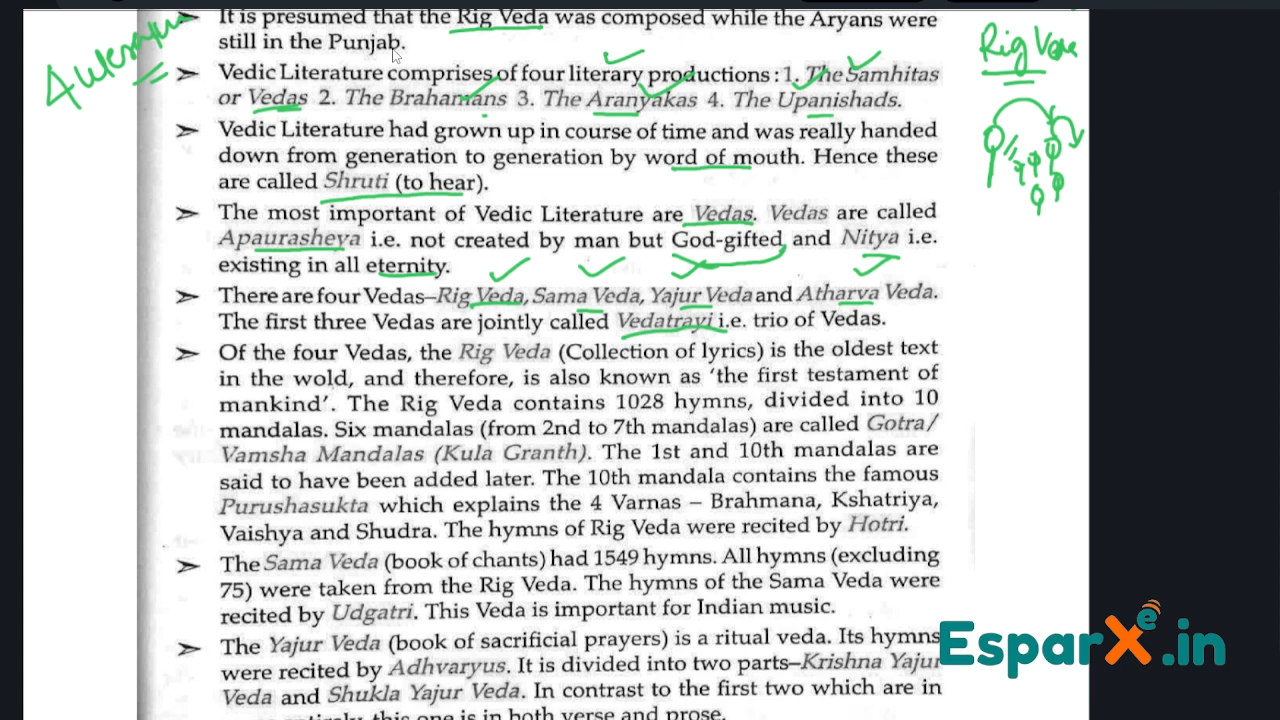 It is presumed that the Rig Veda was composed while the Aryans were
still in the Punjab.
Rig Veda
Vedic Literature comprises of four literary productions : 1. The Samhitas
or Vedas 2. The Brahamans 3. The Aranyakas 4. The Upanishads.
Vedic Literature had grown up in course of time and was really handed
down from generation to generation by word of mouth. Hence these
are called Shruti (to hear).
The most important of Vedic Literature are Vedas. Vedas are called
Apaurasheya i.e. not created by man but God-gifted and Nitya i.e.
existing in all eternity.
There are four Vedas–Rig Veda, Sama Veda, Yajur Veda and Atharva Veda.
The first three Vedas are jointly called Vedatrayi i.e. trio of Vedas.
Of the four Vedas, the Rig Veda (Collection of lyrics) is the oldest text
in the wold, and therefore, is also known as ‘the first testament of
mankind’. The Rig Veda contains 1028 hymns, divided into 10
mandalas. Six mandalas (from 2nd to 7th mandalas) are called Gotra/
Vamsha Mandalas (Kula Granth). The 1st and 10th mandalas are
said to have been added later. The 10th mandala contains the famous
Purushasukta which explains the 4 Varnas – Brahmana, Kshatriya,
Vaishya and Shudra. The hymns of Rig Veda were recited by Hotri.
The Sama Veda (book of chants) had 1549 hymns. All hymns (excluding
75) were taken from the Rig Veda. The hymns of the Sama Veda were
recited by Udgatri. This Veda is important for Indian music.
The Yajur Veda (book of sacrificial prayers) is a ritual veda. Its hymns
were recited by Adhvaryus. It is divided into two parts–Krishna Yajur
Veda and Shukla Yajur Veda. In contrast to the first two which are in
this one is in both verse and prose.
EsparXe.in